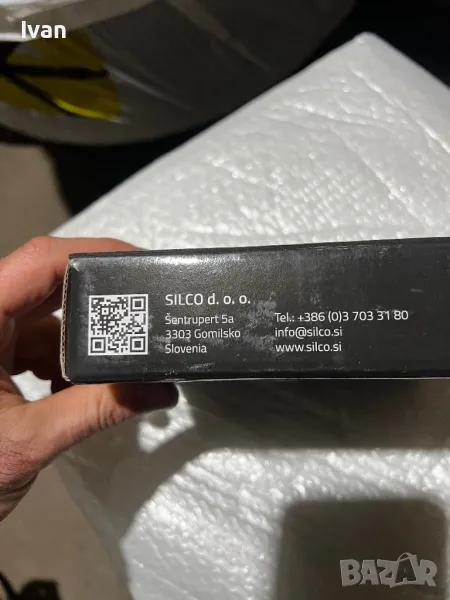 Ivan
SILCO d. o. o.
Šentrupert 5a
3303 Gomilsko
Slovenia
Tel.: +386 (0)3 703 31 80
info@silco.si
www.silco.si
BAZAR